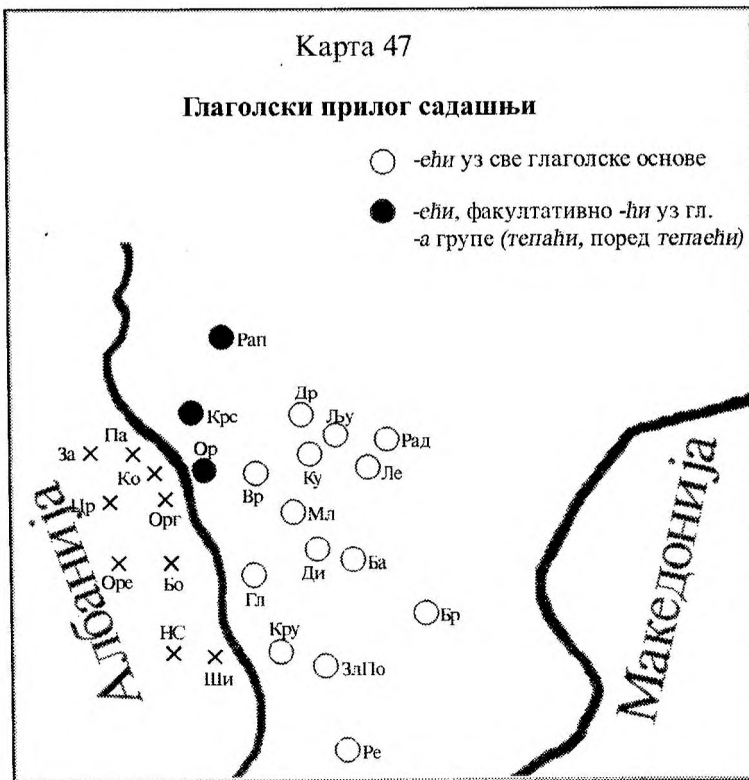 Карта 47
Глаголски прилог садашњи
-ећи уз све глаголске основе
-ећи, факултативно -ћи уз гл.
-а групе (тепаћи, поред тепаећи)
Рап
Крс
Др
Љу
Рад
Па
За
Ор
Ко
Вр
Ку
Ле
Цр
Орг
Мл
Оре
Бо
Гл
Ди
Ба
Бр
НС
Ши
Кру
ЗлПо
Ре
Албанија
Македонија